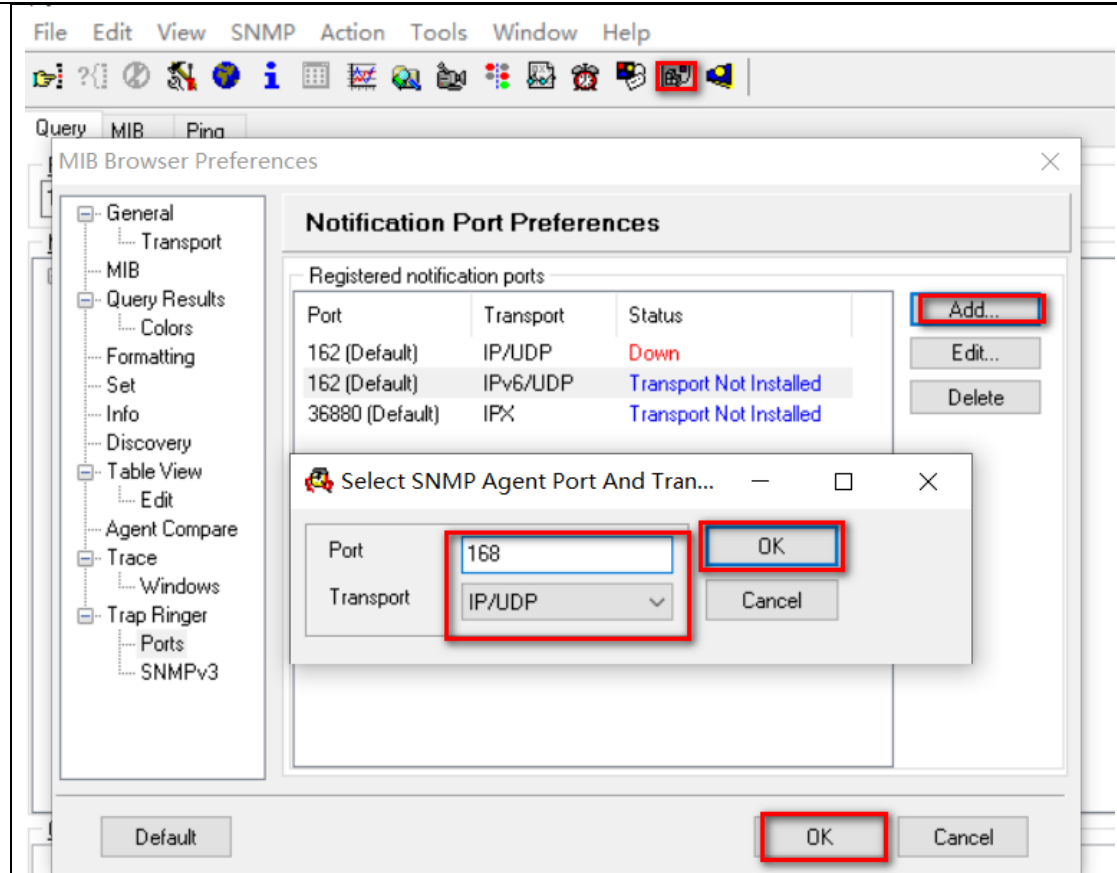 File Edit View SNMP Action Tools Window Help
Query MIB Ping
MIB Browser Preferences
General
Transport
MIB
Query Results
Colors
Formatting
Set
Info
Discovery
Table View
Edit
Agent Compare
Trace
Windows
Trap Ringer
Ports
SNMPv3
Notification Port Preferences
Registered notification ports
Port Transport Status
162 (Default) IP/UDP Down
162 (Default) IPv6/UDP Transport Not Installed
36880 (Default) IPX Transport Not Installed
Add...
Edit...
Delete
Select SNMP Agent Port And Tran...
Port 168
Transport IP/UDP
OK
Cancel
Default OK Cancel